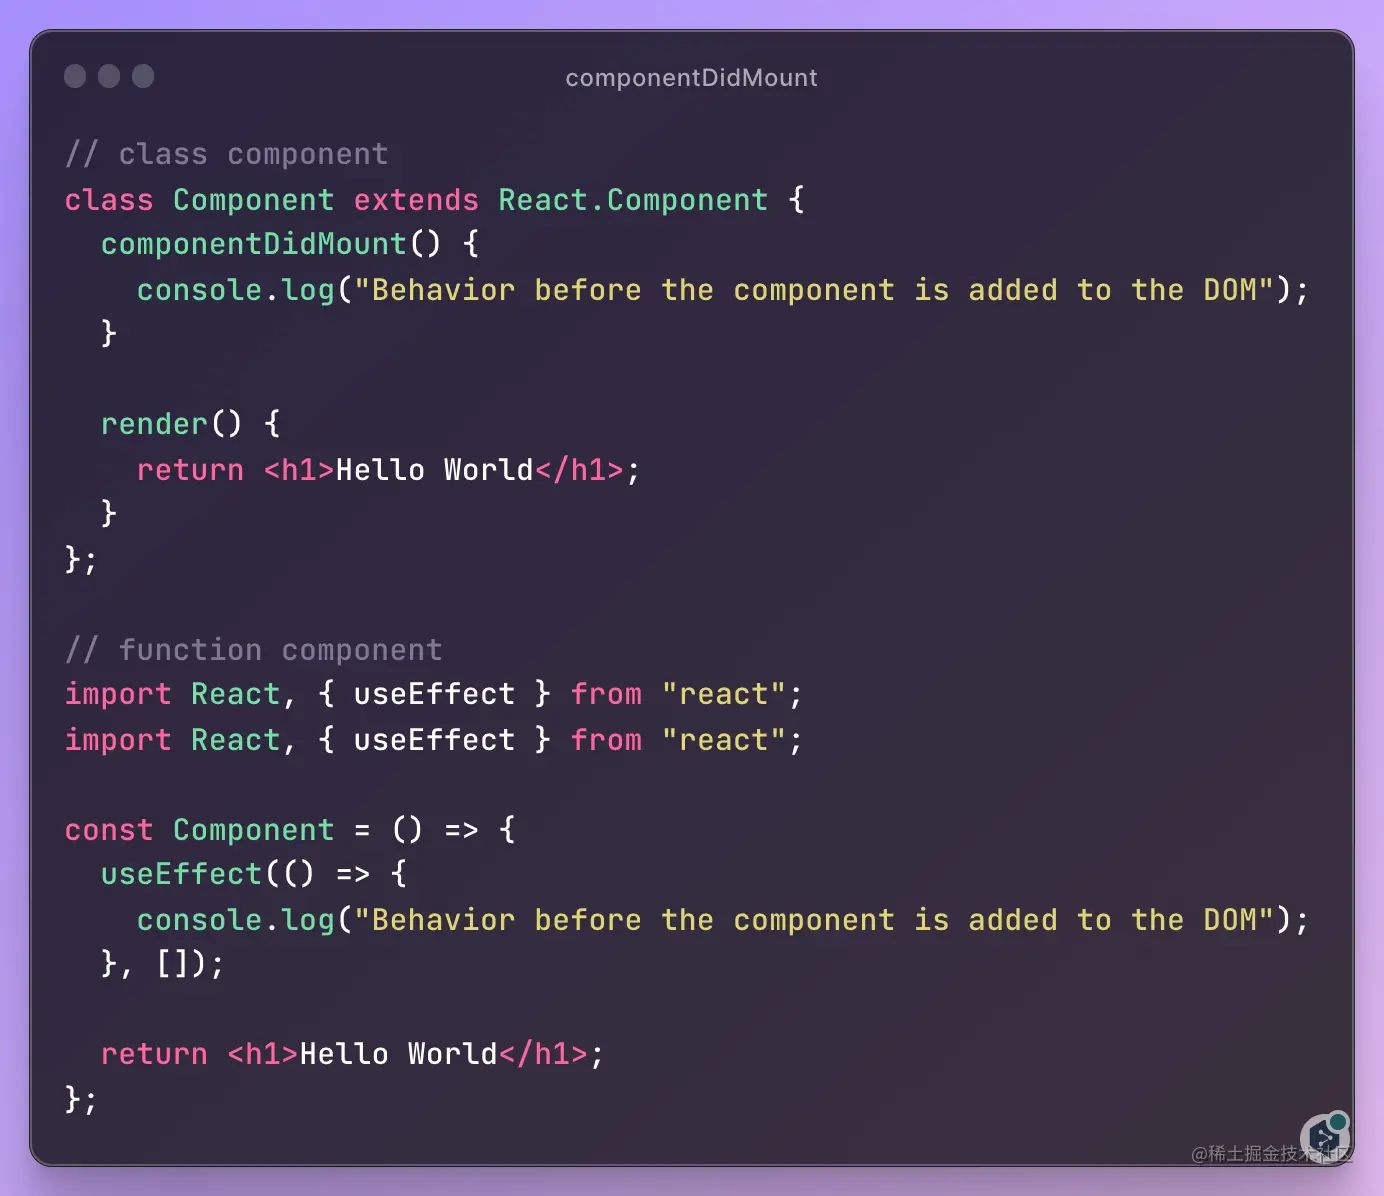 componentDidMount
// class component
class Component extends React.Component {
  componentDidMount() {
    console.log("Behavior before the component is added to the DOM");
  }

  render() {
    return <h1>Hello World</h1>;
  }
};

// function component
import React, { useEffect } from "react";
import React, { useEffect } from "react";

const Component = () => {
  useEffect(() => {
    console.log("Behavior before the component is added to the DOM");
  }, []);

  return <h1>Hello World</h1>;
};
@稀土掘金技术社区